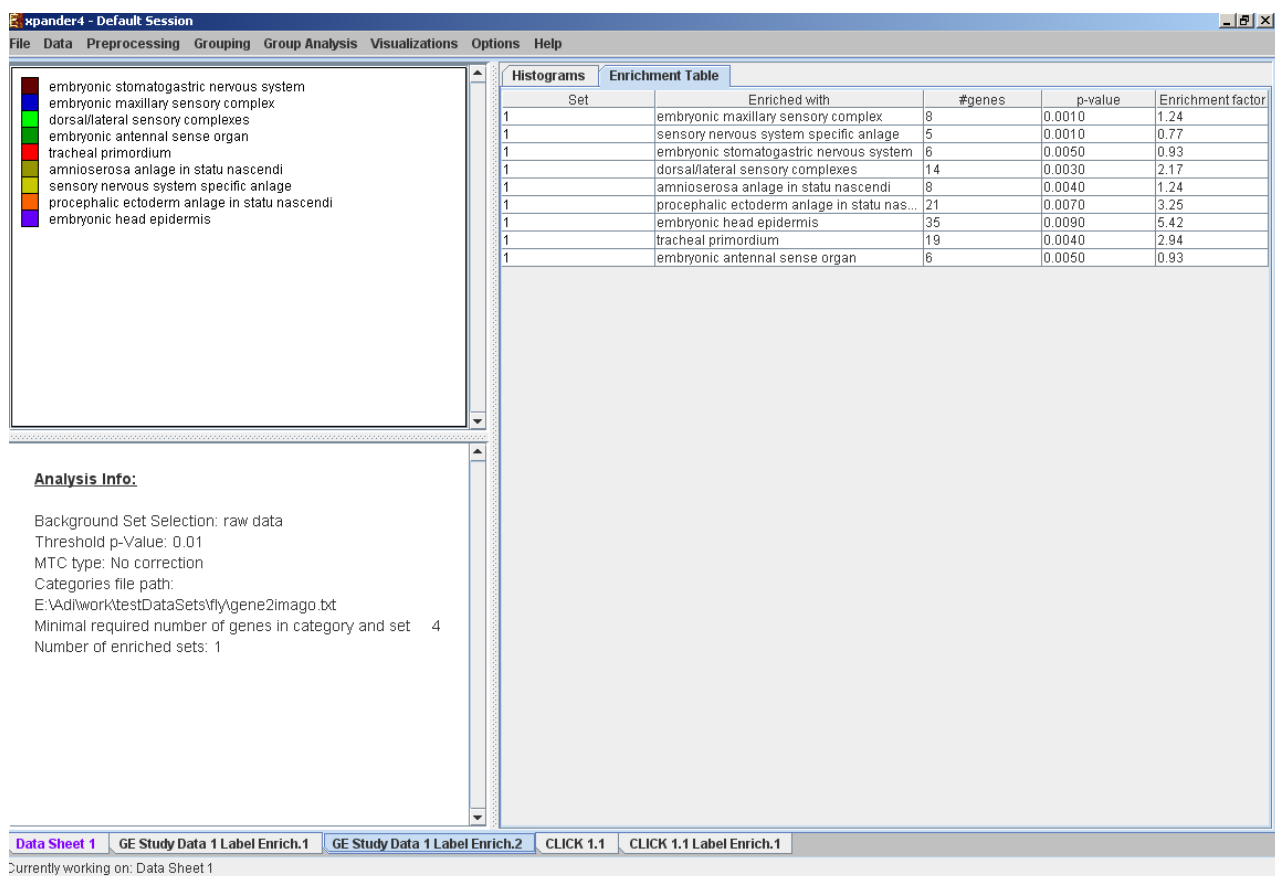 xpander4 - Default Session
File Data Preprocessing Grouping Group Analysis Visualizations Options Help
embryonic stomatogastric nervous system
embryonic maxillary sensory complex
dorsal/lateral sensory complexes
embryonic antennal sense organ
tracheal primordium
amnioserosa anlage in statu nascendi
sensory nervous system specific anlage
procephalic ectoderm anlage in statu nascendi
embryonic head epidermis
Analysis Info:
Background Set Selection: raw data
Threshold p-Value: 0.01
MTC type: No correction
Categories file path:
E:\Adi\work\testDataSets\fly\gene2imago.txt
Minimal required number of genes in category and set 4
Number of enriched sets: 1
Histograms Enrichment Table
Set Enriched with #genes p-value Enrichment factor
1 embryonic maxillary sensory complex 8 0.0010 1.24
1 sensory nervous system specific anlage 5 0.0010 0.77
1 embryonic stomatogastric nervous system 6 0.0050 0.93
1 dorsal/lateral sensory complexes 14 0.0030 2.17
1 amnioserosa anlage in statu nascendi 8 0.0040 1.24
1 procephalic ectoderm anlage in statu nas... 21 0.0070 3.25
1 embryonic head epidermis 35 0.0090 5.42
1 tracheal primordium 19 0.0040 2.94
1 embryonic antennal sense organ 6 0.0050 0.93
Data Sheet 1 GE Study Data 1 Label Enrich.1 GE Study Data 1 Label Enrich.2 CLICK 1.1 CLICK 1.1 Label Enrich.1
Currently working on: Data Sheet 1